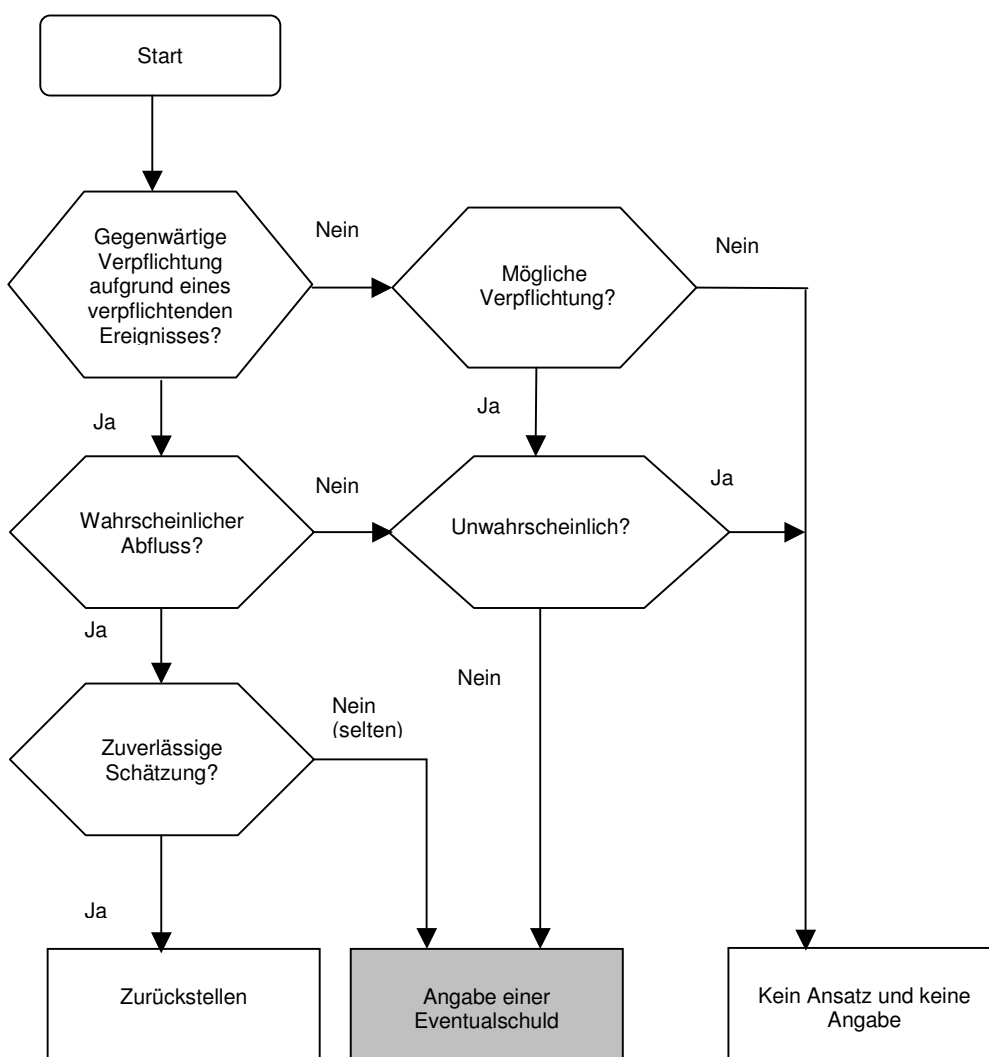 Start
Gegenwärtige
Verpflichtung
aufgrund eines
verpflichtenden
Ereignisses?
Nein
Mögliche
Verpflichtung?
Nein
Ja
Ja
Wahrscheinlicher
Abfluss?
Nein
Unwahrscheinlich?
Ja
Ja
Nein
Zuverlässige
Schätzung?
Nein
(selten)
Ja
Zurückstellen
Angabe einer
Eventualschuld
Kein Ansatz und keine
Angabe